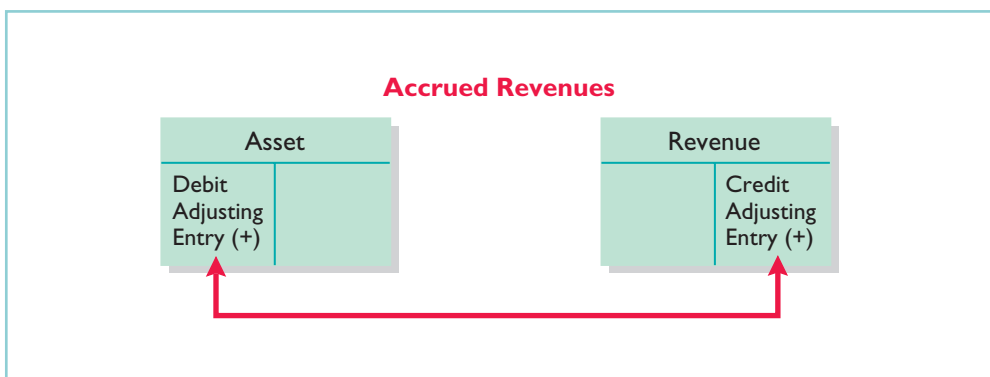 Accrued Revenues
Asset
Debit
Adjusting
Entry (+)
Revenue
Credit
Adjusting
Entry (+)